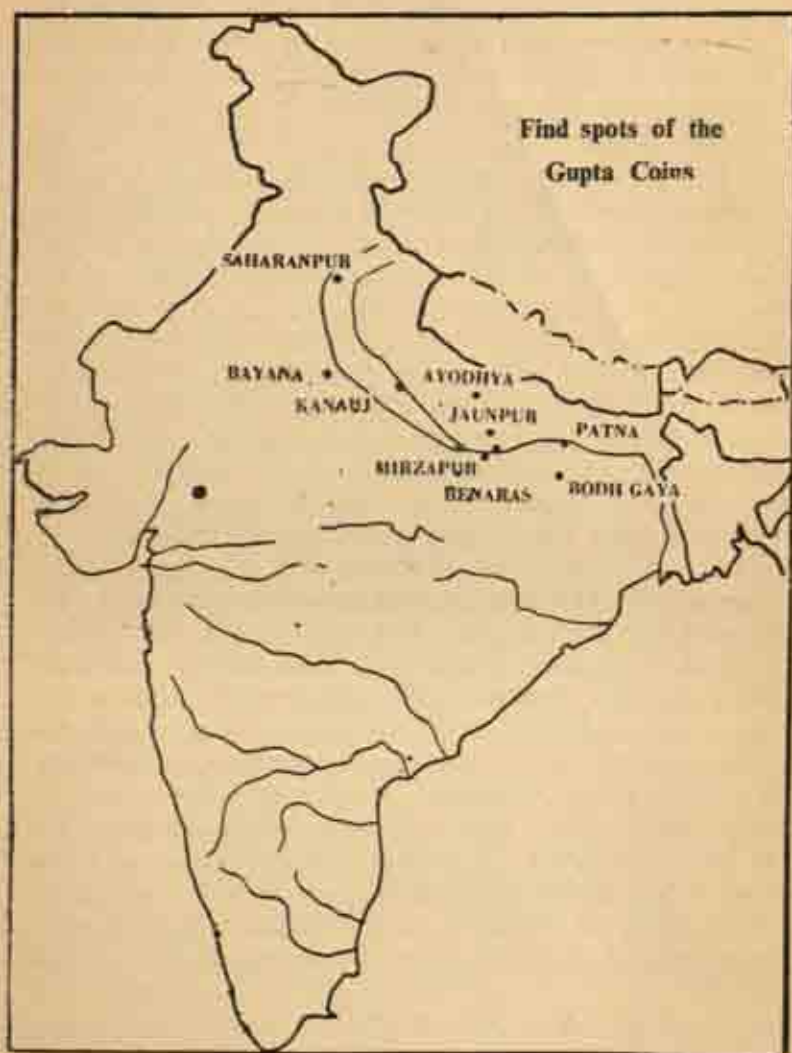 Find spots of the
Gupta Coins
SAHARANPUR
BAYANA
KANAUJ
AYODHYA
JAUNPUR
PATNA
MIRZAPUR
BENARAS
BODH GAYA